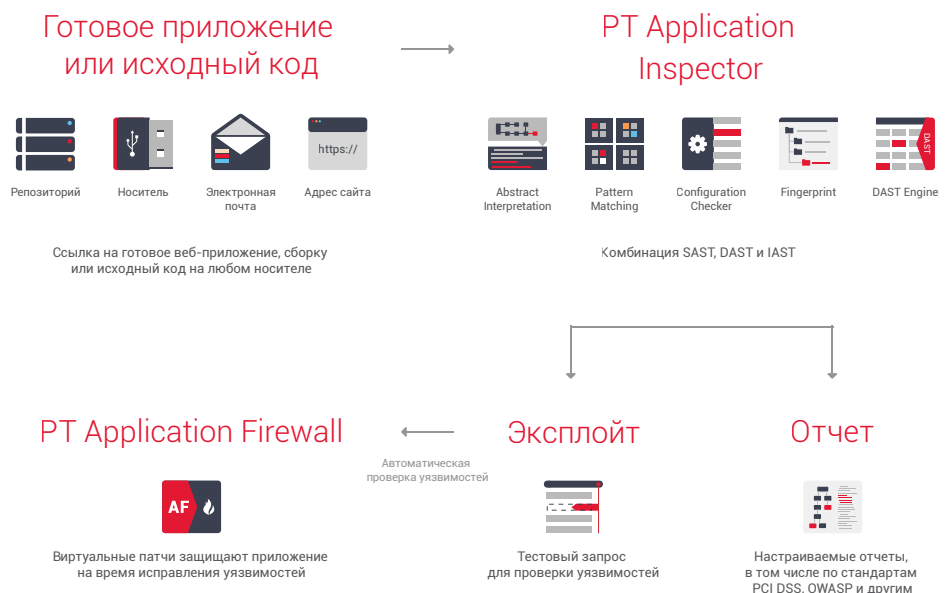 Готовое приложение
или исходный код
PT Application
Inspector
https://
DAST
Репозиторий
Носитель
Электронная
почта
Адрес сайта
Abstract
Interpretation
Pattern
Matching
Configuration
Checker
Fingerprint
DAST Engine
Ссылка на готовое веб-приложение, сборку
или исходный код на любом носителе
Комбинация SAST, DAST и IAST
PT Application Firewall
Автоматическая
проверка уязвимостей
Эксплойт
Отчет
AF
Виртуальные патчи защищают приложение
на время исправления уязвимостей
Тестовый запрос
для проверки уязвимостей
Настраиваемые отчеты,
в том числе по стандартам
PCI DSS, OWASP и другим